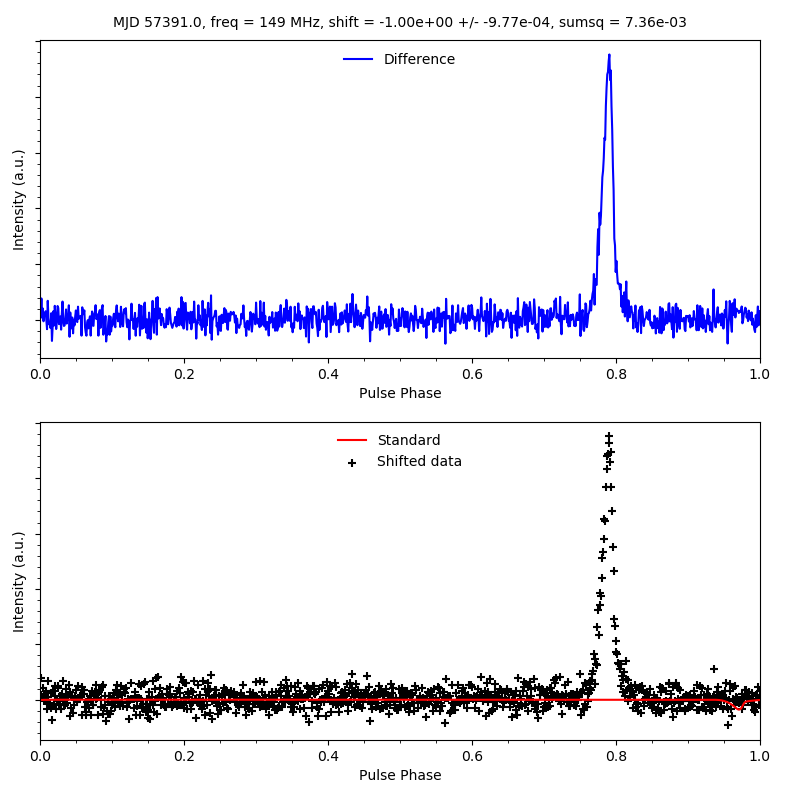 MJD 57391.0, freq = 149 MHz, shift = -1.00e+00 +/- -9.77e-04, sumsq = 7.36e-03
Difference
Intensity (a.u.)
0.0 0.2 0.4 0.6 0.8 1.0
Pulse Phase
Standard
Shifted data
Intensity (a.u.)
0.0 0.2 0.4 0.6 0.8 1.0
Pulse Phase